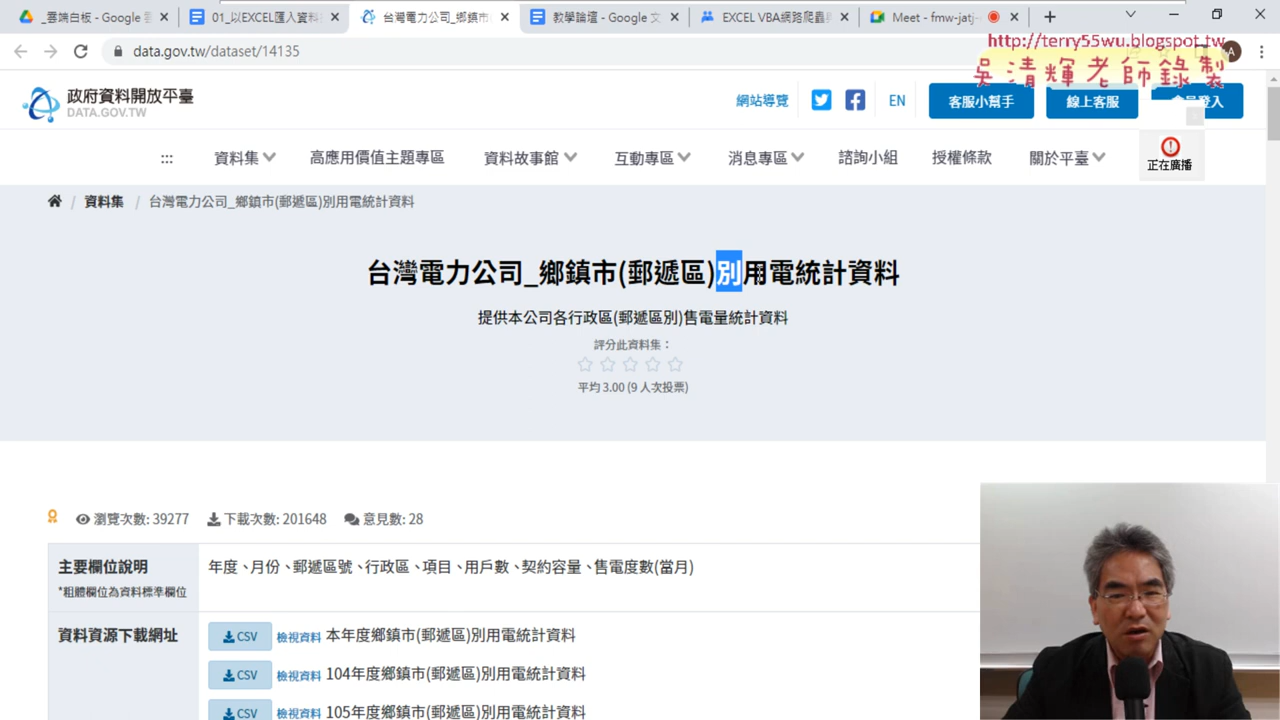 _雲端白板 - Google 雲
01_以EXCEL匯入資料
台灣電力公司_鄉鎮市
教學論壇 - Google 文
EXCEL VBA網路爬蟲
Meet - fmw-jatj-
data.gov.tw/dataset/14135
http://terry55wu.blogspot.tw
吳清輝老師錄製
A
政府資料開放平臺
DATA.GOV.TW
網站導覽
EN
客服小幫手
線上客服
會員登入
資料集
高應用價值主題專區
資料故事館
互動專區
消息專區
諮詢小組
授權條款
關於平臺
正在廣播
/ 資料集 / 台灣電力公司_鄉鎮市(郵遞區)別用電統計資料
台灣電力公司_鄉鎮市(郵遞區)別用電統計資料
提供本公司各行政區(郵遞區別)售電量統計資料
評分此資料集：
平均 3.00 (9 人次投票)
瀏覽次數: 39277 下載次數: 201648 意見數: 28
主要欄位說明
*粗體欄位為資料標準欄位
年度、月份、郵遞區號、行政區、項目、用戶數、契約容量、售電度數(當月)
資料資源下載網址
CSV 檢視資料 本年度鄉鎮市(郵遞區)別用電統計資料
CSV 檢視資料 104年度鄉鎮市(郵遞區)別用電統計資料
CSV 檢視資料 105年度鄉鎮市(郵遞區)別用電統計資料